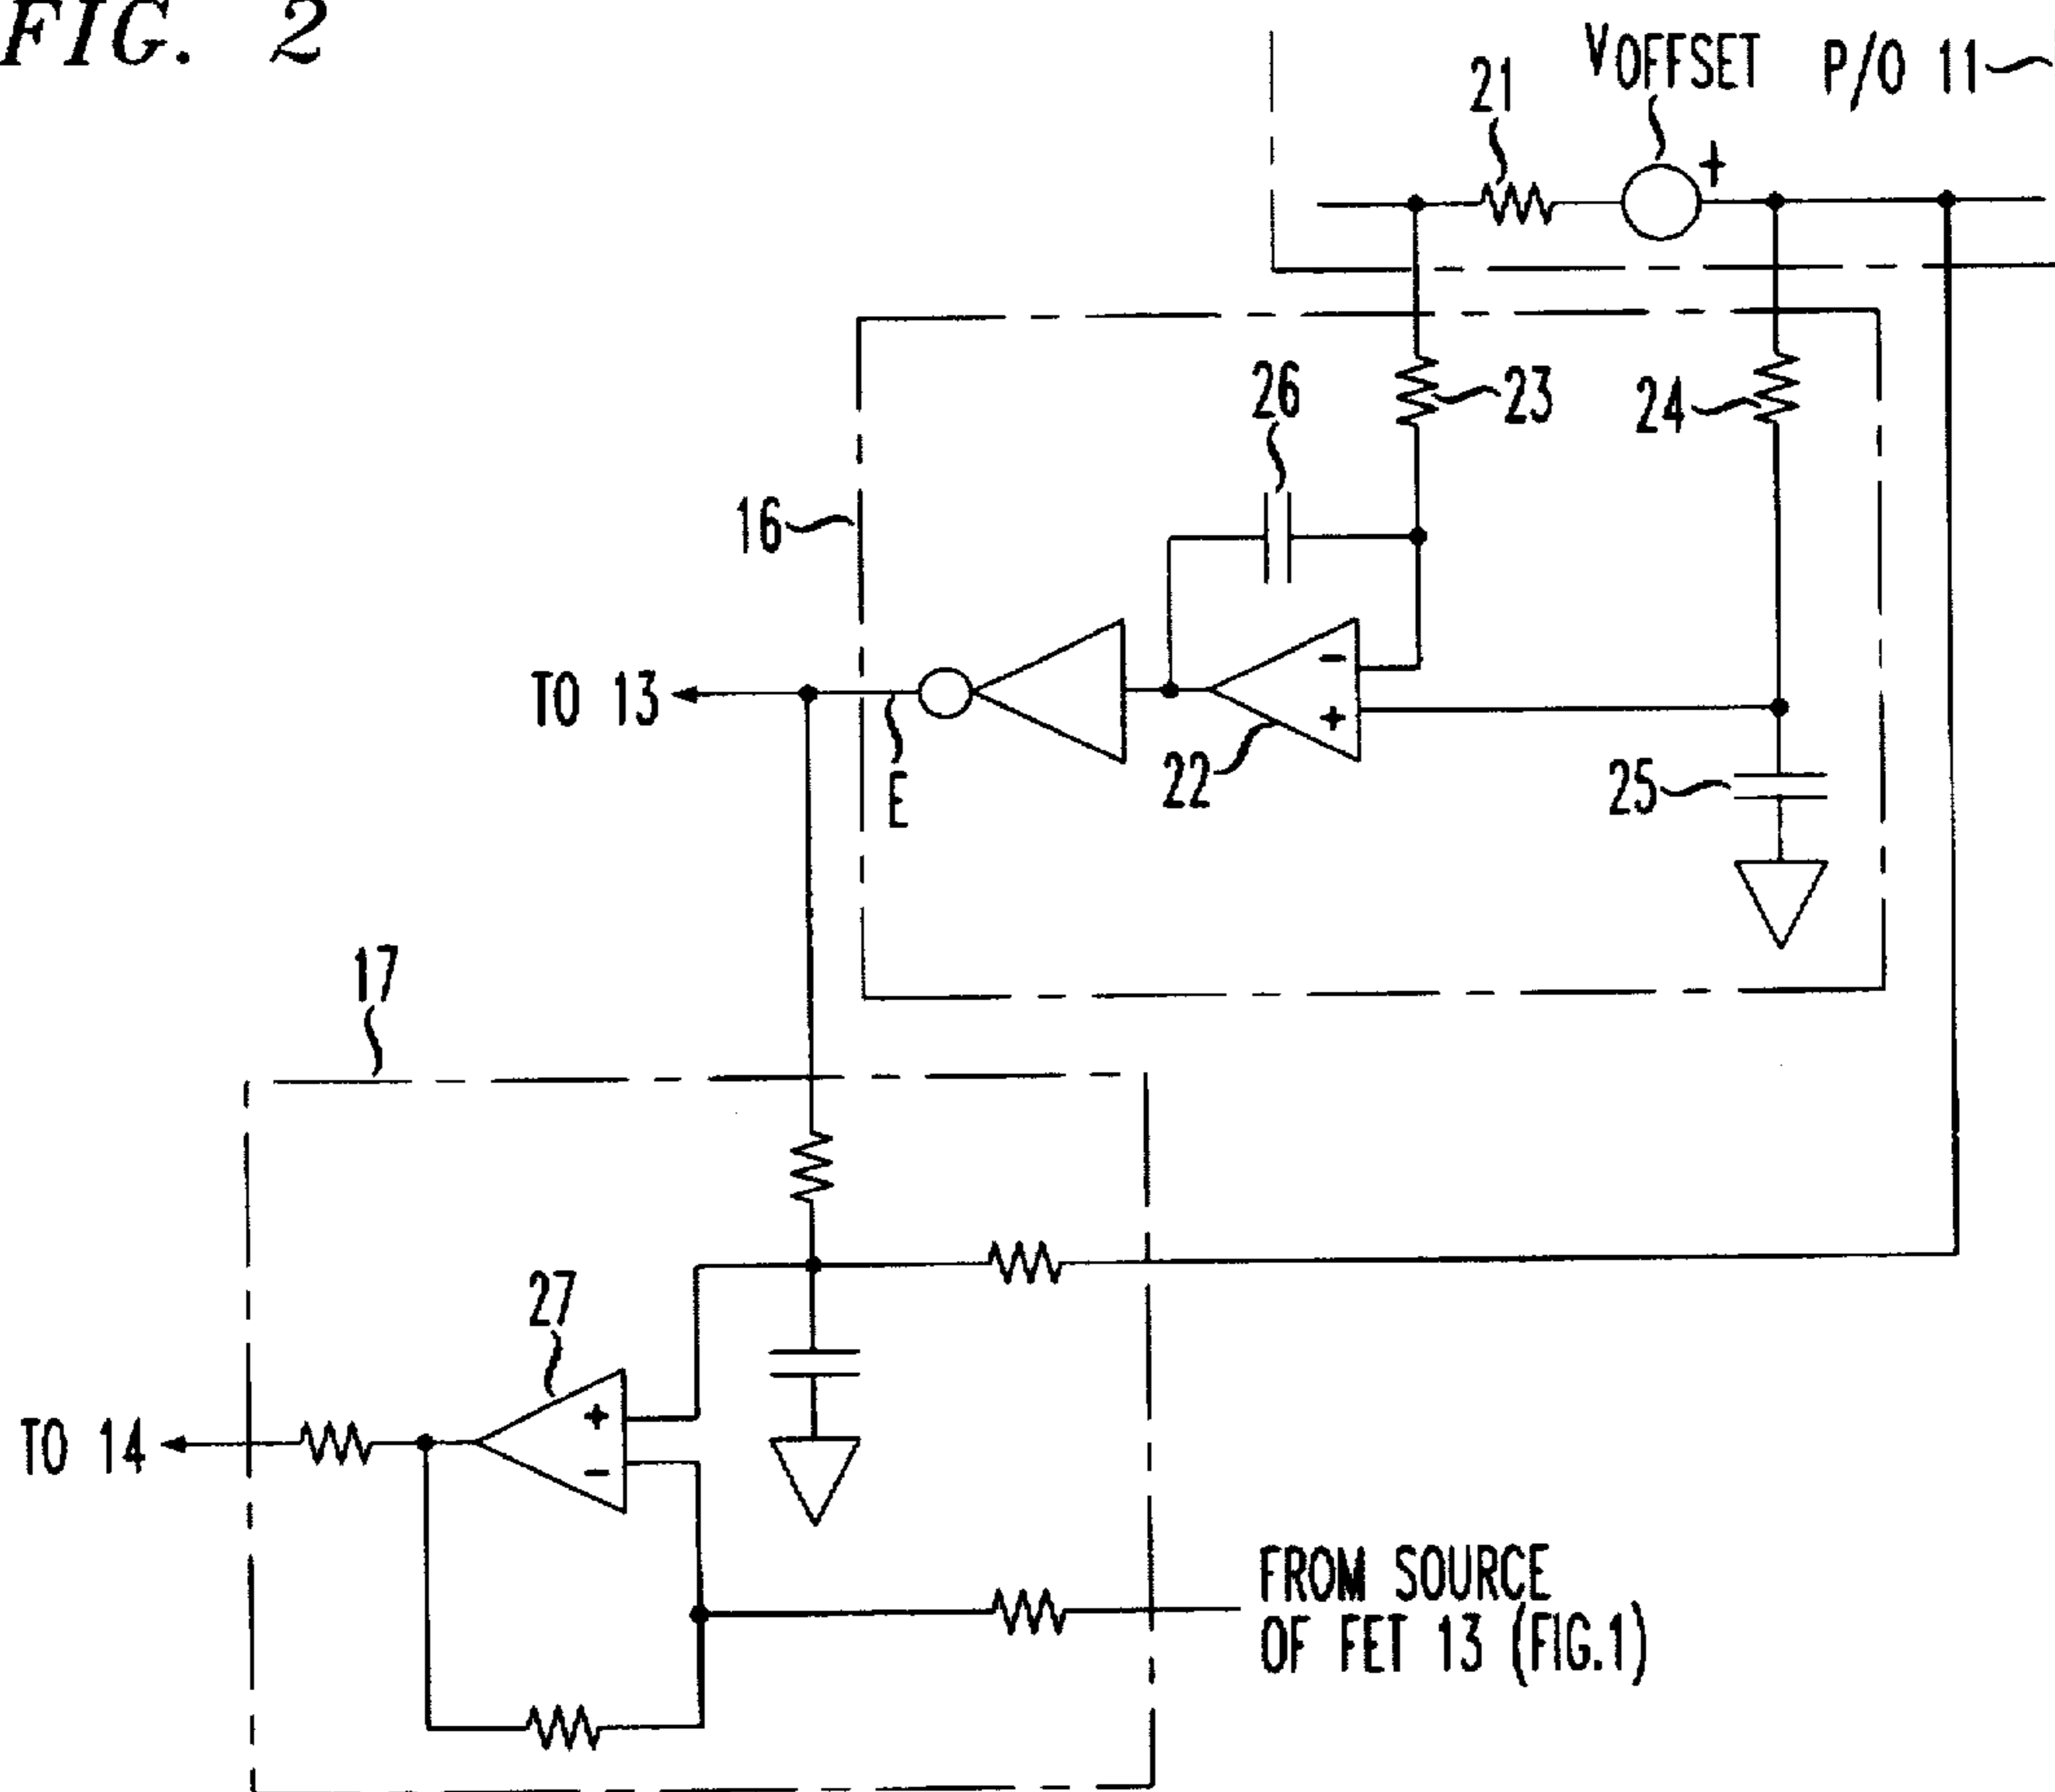 FIG. 2
21
VOFFSET
P/O 11
+
26
23
24
16
TO 13
−
+
22
25
E
17
27
+
−
TO 14
FROM SOURCE
OF FET 13 (FIG.1)